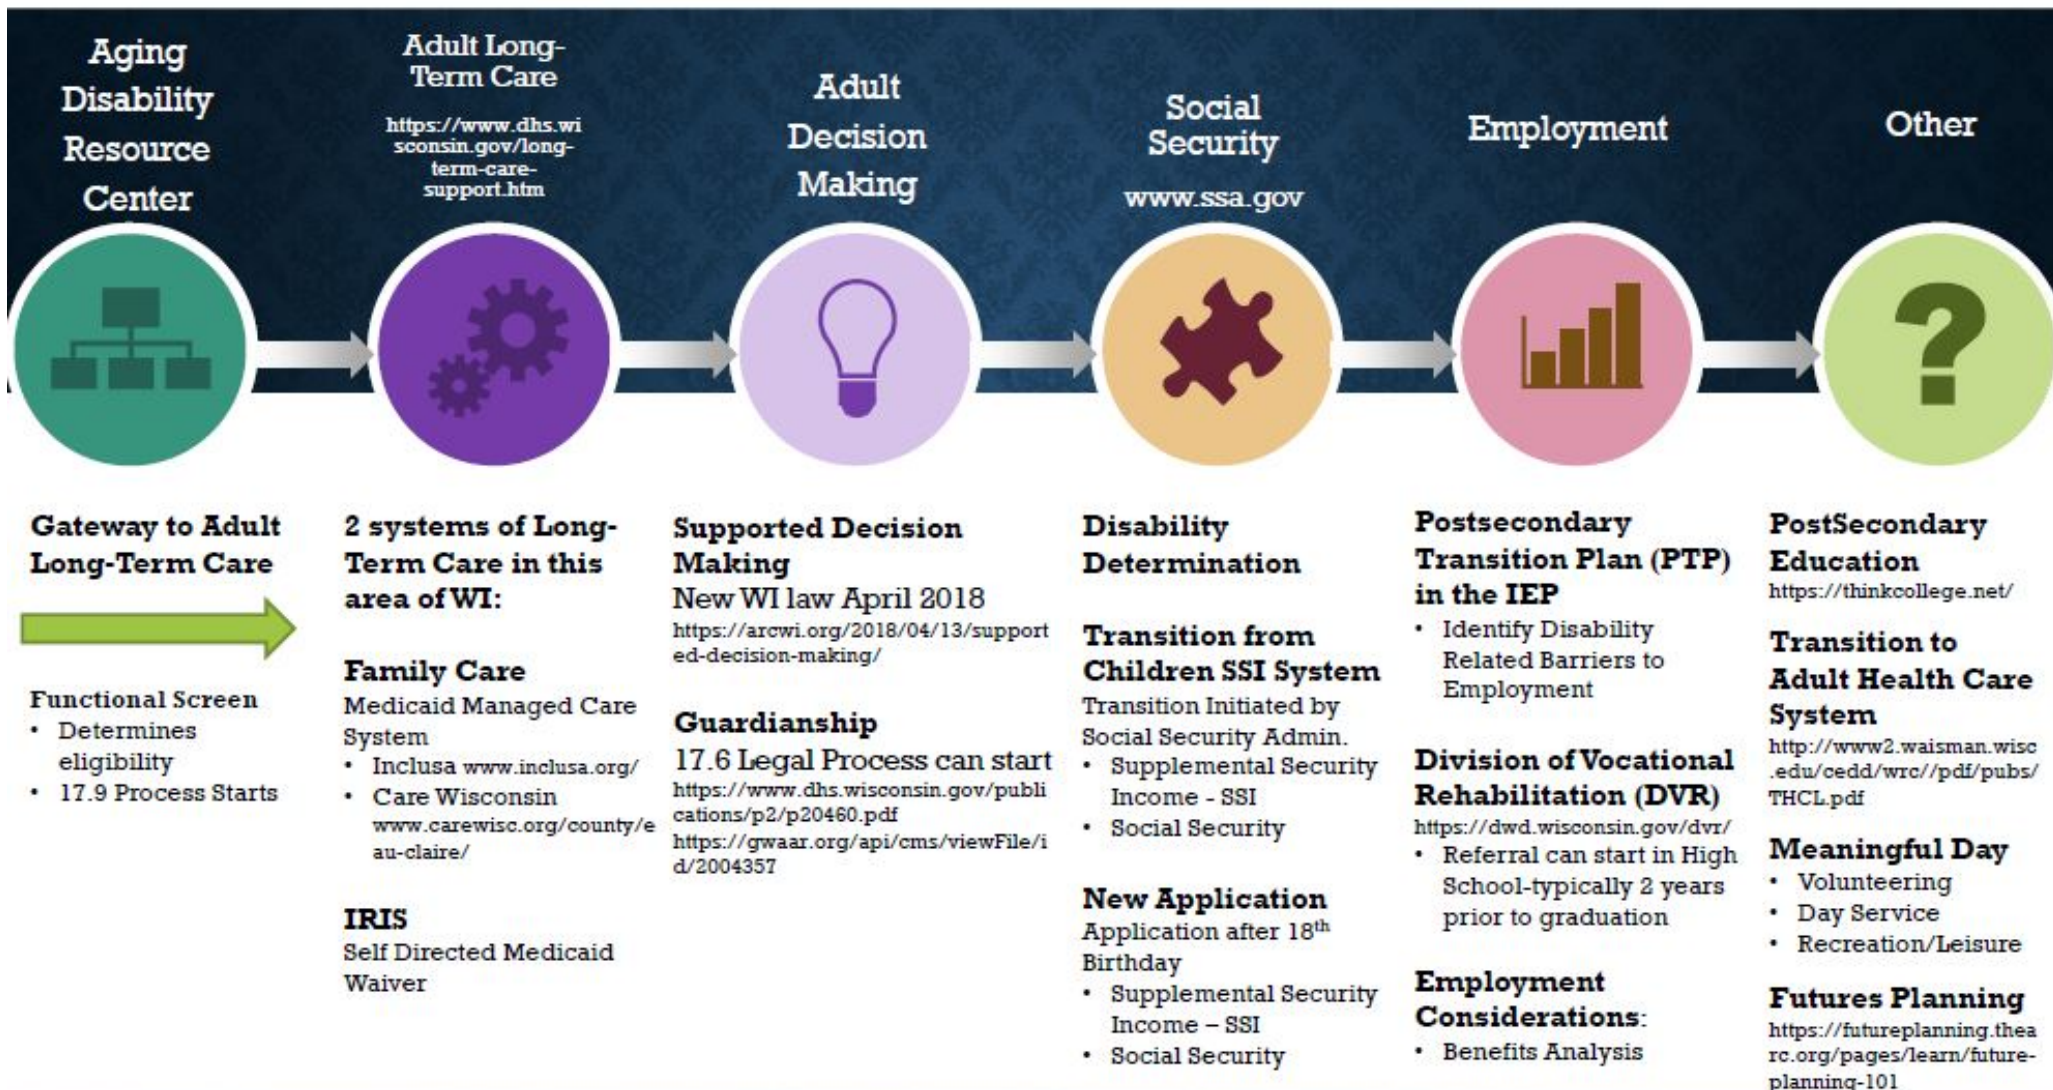 Aging
Disability
Resource
Center
Adult Long-
Term Care
https://www.dhs.wi
sconsin.gov/long-
term-care-
support.htm
Adult
Decision
Making
Social
Security
www.ssa.gov
Employment
Other
Gateway to Adult
Long-Term Care
Functional Screen
• Determines
eligibility
• 17.9 Process Starts
2 systems of Long-
Term Care in this
area of WI:
Family Care
Medicaid Managed Care
System
• Inclusa www.inclusa.org/
• Care Wisconsin
www.carewisc.org/county/e
au-claire/
IRIS
Self Directed Medicaid
Waiver
Supported Decision
Making
New WI law April 2018
https://arcwi.org/2018/04/13/support
ed-decision-making/
Guardianship
17.6 Legal Process can start
https://www.dhs.wisconsin.gov/publi
cations/p2/p20460.pdf
https://gwaar.org/api/cms/viewFile/i
d/2004357
Disability
Determination
Transition from
Children SSI System
Transition Initiated by
Social Security Admin.
• Supplemental Security
Income - SSI
• Social Security
New Application
Application after 18th
Birthday
• Supplemental Security
Income – SSI
• Social Security
Postsecondary
Transition Plan (PTP)
in the IEP
• Identify Disability
Related Barriers to
Employment
Division of Vocational
Rehabilitation (DVR)
https://dwd.wisconsin.gov/dvr/
• Referral can start in High
School-typically 2 years
prior to graduation
Employment
Considerations:
• Benefits Analysis
PostSecondary
Education
https://thinkcollege.net/
Transition to
Adult Health Care
System
http://www2.waisman.wisc
.edu/cedd/wrc//pdf/pubs/
THCL.pdf
Meaningful Day
• Volunteering
• Day Service
• Recreation/Leisure
Futures Planning
https://futureplanning.thea
rc.org/pages/learn/future-
planning-101